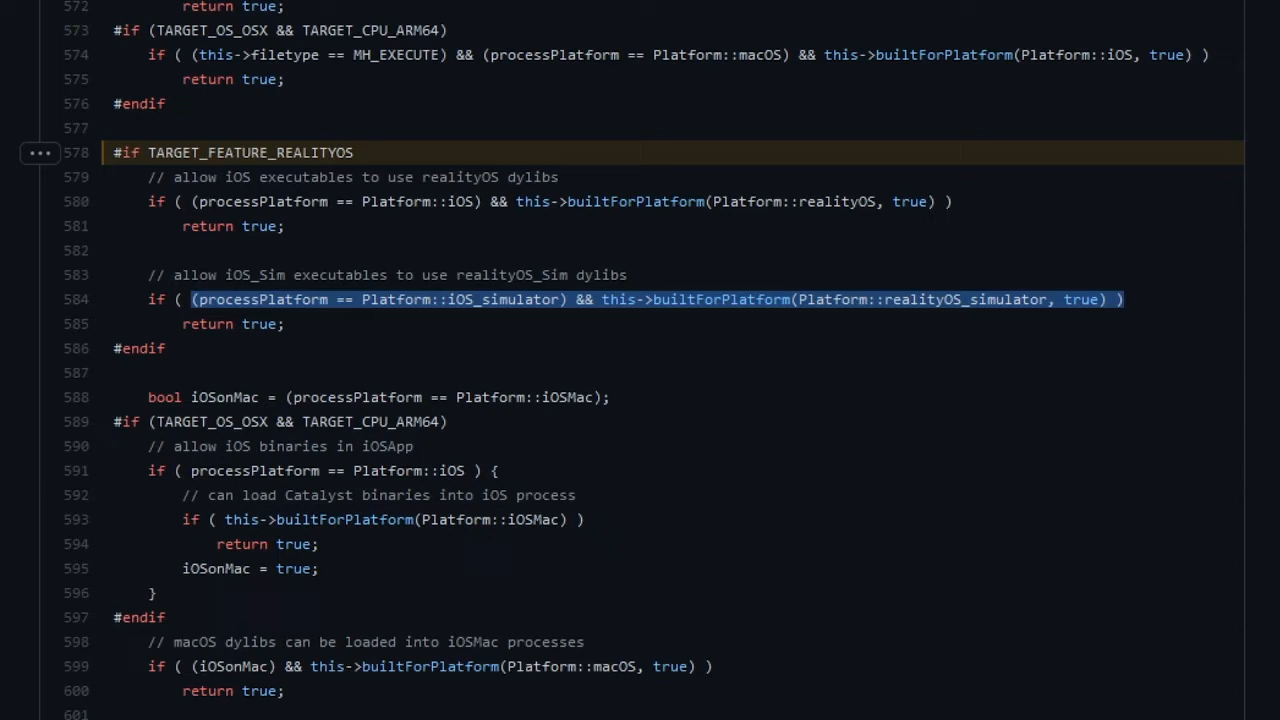 572 return true;
573 #if (TARGET_OS_OSX && TARGET_CPU_ARM64)
574 if ( (this->filetype == MH_EXECUTE) && (processPlatform == Platform::macOS) && this->builtForPlatform(Platform::iOS, true) )
575 return true;
576 #endif
577
578 #if TARGET_FEATURE_REALITYOS
579 // allow iOS executables to use realityOS dylibs
580 if ( (processPlatform == Platform::iOS) && this->builtForPlatform(Platform::realityOS, true) )
581 return true;
582
583 // allow iOS_Sim executables to use realityOS_Sim dylibs
584 if ( (processPlatform == Platform::iOS_simulator) && this->builtForPlatform(Platform::realityOS_simulator, true) )
585 return true;
586 #endif
587
588 bool iOSonMac = (processPlatform == Platform::iOSMac);
589 #if (TARGET_OS_OSX && TARGET_CPU_ARM64)
590 // allow iOS binaries in iOSApp
591 if ( processPlatform == Platform::iOS ) {
592 // can load Catalyst binaries into iOS process
593 if ( this->builtForPlatform(Platform::iOSMac) )
594 return true;
595 iOSonMac = true;
596 }
597 #endif
598 // macOS dylibs can be loaded into iOSMac processes
599 if ( (iOSonMac) && this->builtForPlatform(Platform::macOS, true) )
600 return true;
601